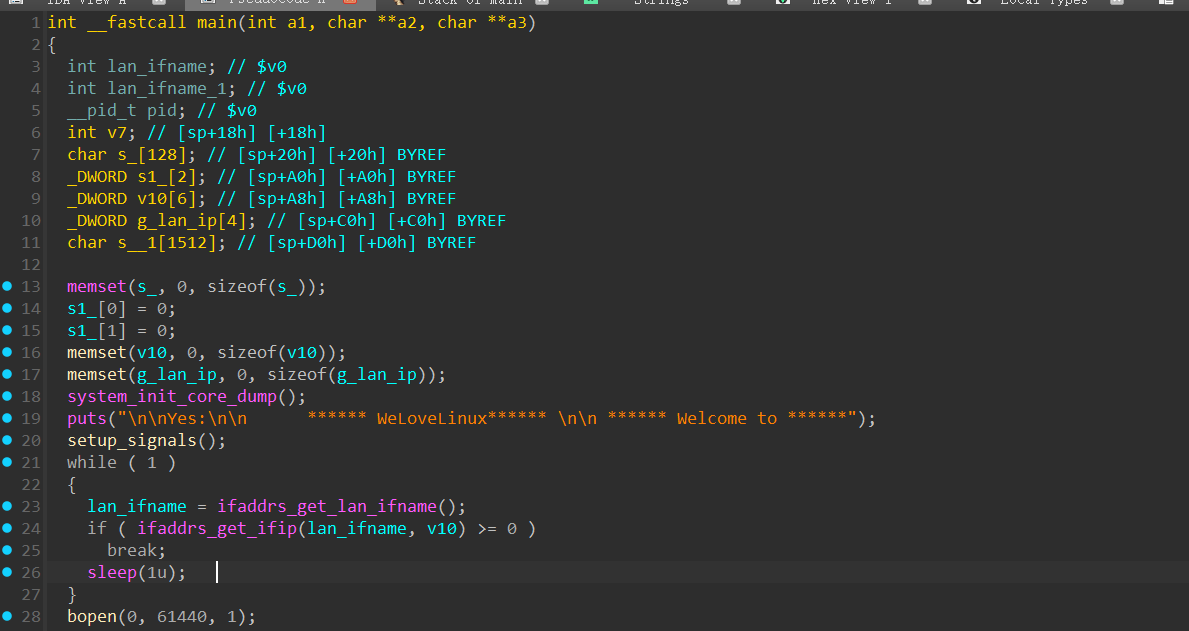 IDA View A Pseudocode A Stack of main Strings Hex View 1 Local Types
1 int __fastcall main(int a1, char **a2, char **a3)
2 {
3 int lan_ifname; // $v0
4 int lan_ifname_1; // $v0
5 __pid_t pid; // $v0
6 int v7; // [sp+18h] [+18h]
7 char s_[128]; // [sp+20h] [+20h] BYREF
8 _DWORD s1_[2]; // [sp+A0h] [+A0h] BYREF
9 _DWORD v10[6]; // [sp+A8h] [+A8h] BYREF
10 _DWORD g_lan_ip[4]; // [sp+C0h] [+C0h] BYREF
11 char s__1[1512]; // [sp+D0h] [+D0h] BYREF
12
13 memset(s_, 0, sizeof(s_));
14 s1_[0] = 0;
15 s1_[1] = 0;
16 memset(v10, 0, sizeof(v10));
17 memset(g_lan_ip, 0, sizeof(g_lan_ip));
18 system_init_core_dump();
19 puts("\n\nYes:\n\n      ****** WeLoveLinux****** \n\n ****** Welcome to ******");
20 setup_signals();
21 while ( 1 )
22 {
23 lan_ifname = ifaddrs_get_lan_ifname();
24 if ( ifaddrs_get_ifip(lan_ifname, v10) >= 0 )
25 break;
26 sleep(1u);
27 }
28 bopen(0, 61440, 1);